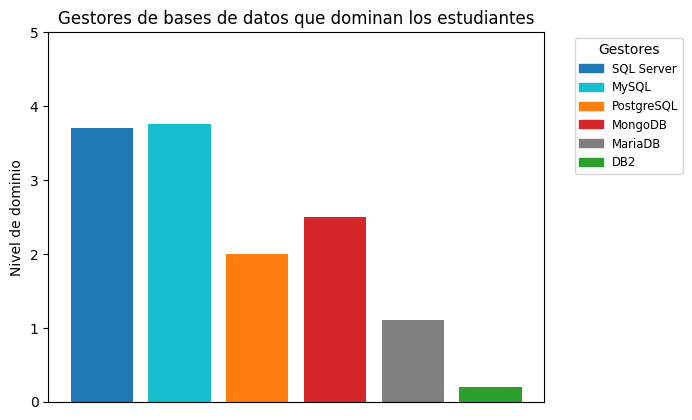 Gestores de bases de datos que dominan los estudiantes
Nivel de dominio
5
4
3
2
1
0
Gestores
SQL Server
MySQL
PostgreSQL
MongoDB
MariaDB
DB2